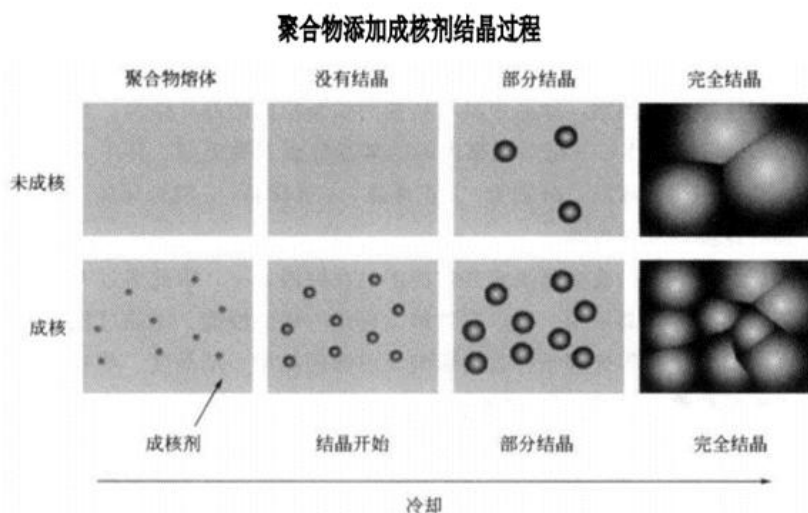 聚合物添加成核剂结晶过程
聚合物熔体 没有结晶 部分结晶 完全结晶
未成核
成核
成核剂 结晶开始 部分结晶 完全结晶
冷却